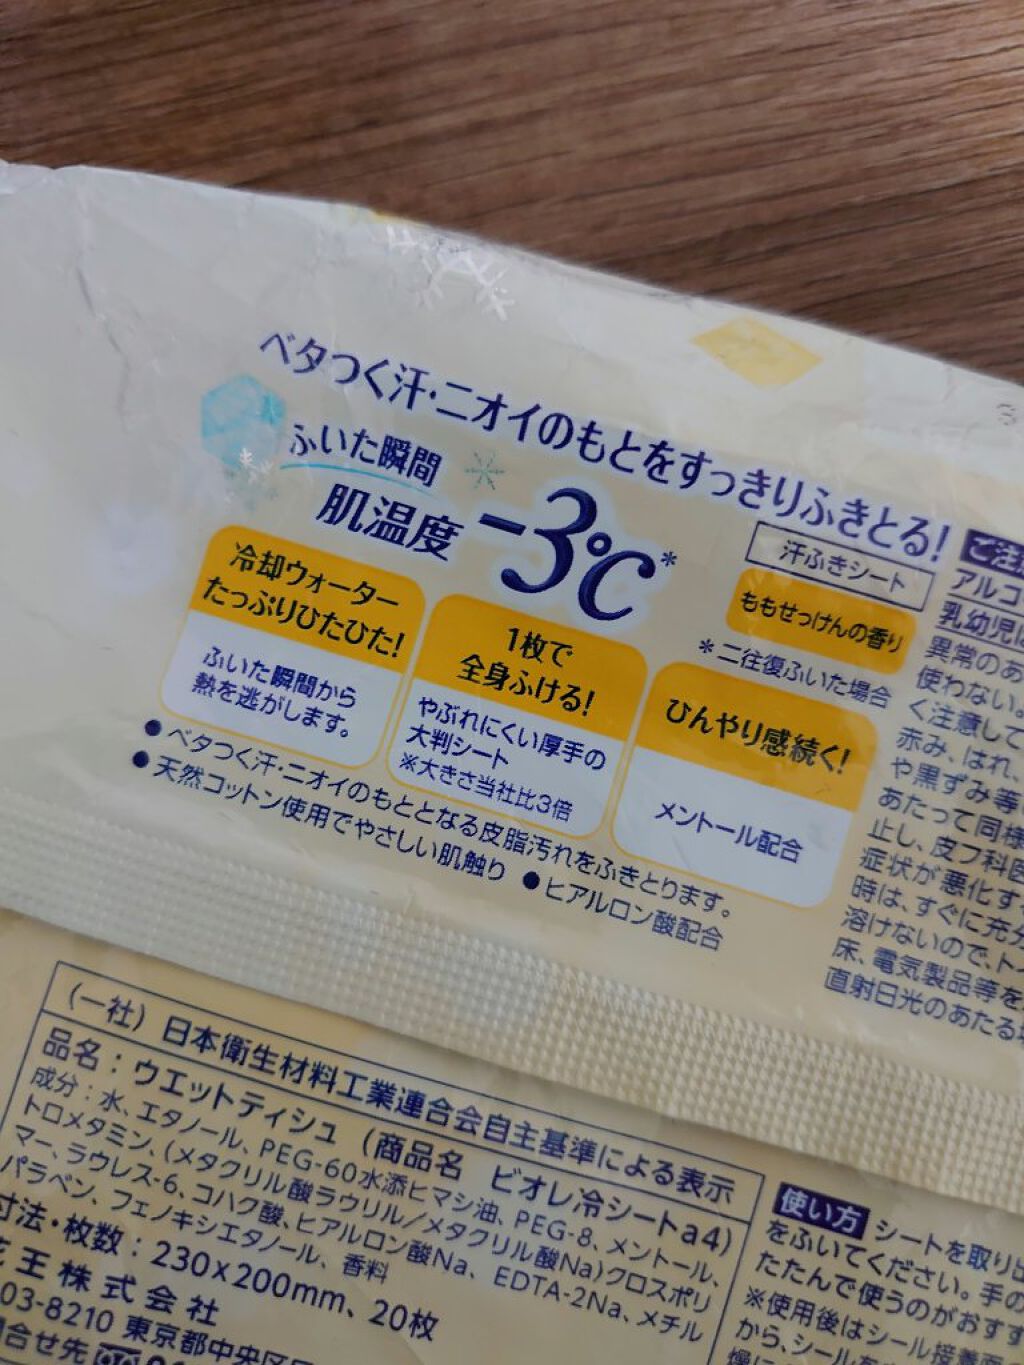 ベタつく汗・ニオイのもとをすっきりふきとる!
ふいた瞬間
肌温度 -3℃*
汗ふきシート
ももせっけんの香り
*二往復ふいた場合
冷却ウォーター
たっぷりひたひた!
ふいた瞬間から
熱を逃がします。
1枚で
全身ふける!
やぶれにくい厚手の
大判シート
※大きさ当社比3倍
ひんやり感続く!
メントール配合
●ベタつく汗・ニオイのもととなる皮脂汚れをふきとります。
●天然コットン使用でやさしい肌触り ●ヒアルロン酸配合
ご注
アルコ
乳幼児に
異常のあ
使わない。
く注意して
赤み、はれ、
や黒ずみ等
あたって同様
止し、皮フ科医
症状が悪化す
時は、すぐに充分
溶けないので、ト
床、電気製品等を
直射日光のあたる
(一社)日本衛生材料工業連合会自主基準による表示
品名:ウエットティシュ(商品名 ビオレ冷シートa4)
成分:水、エタノール、PEG-60水添ヒマシ油、PEG-8、メントール、
トロメタミン、(メタクリル酸ラウリル/メタクリル酸Na)クロスポリ
マー、ラウレス-6、コハク酸、ヒアルロン酸Na、EDTA-2Na、メチル
パラベン、フェノキシエタノール、香料
寸法・枚数:230x200mm、20枚
王株式会社
03-8210 東京都中央区
合せ先
使い方 シートを取り出
をふいてください。手の
たたんで使うのがおす
※使用後はシール接着面
から、シール